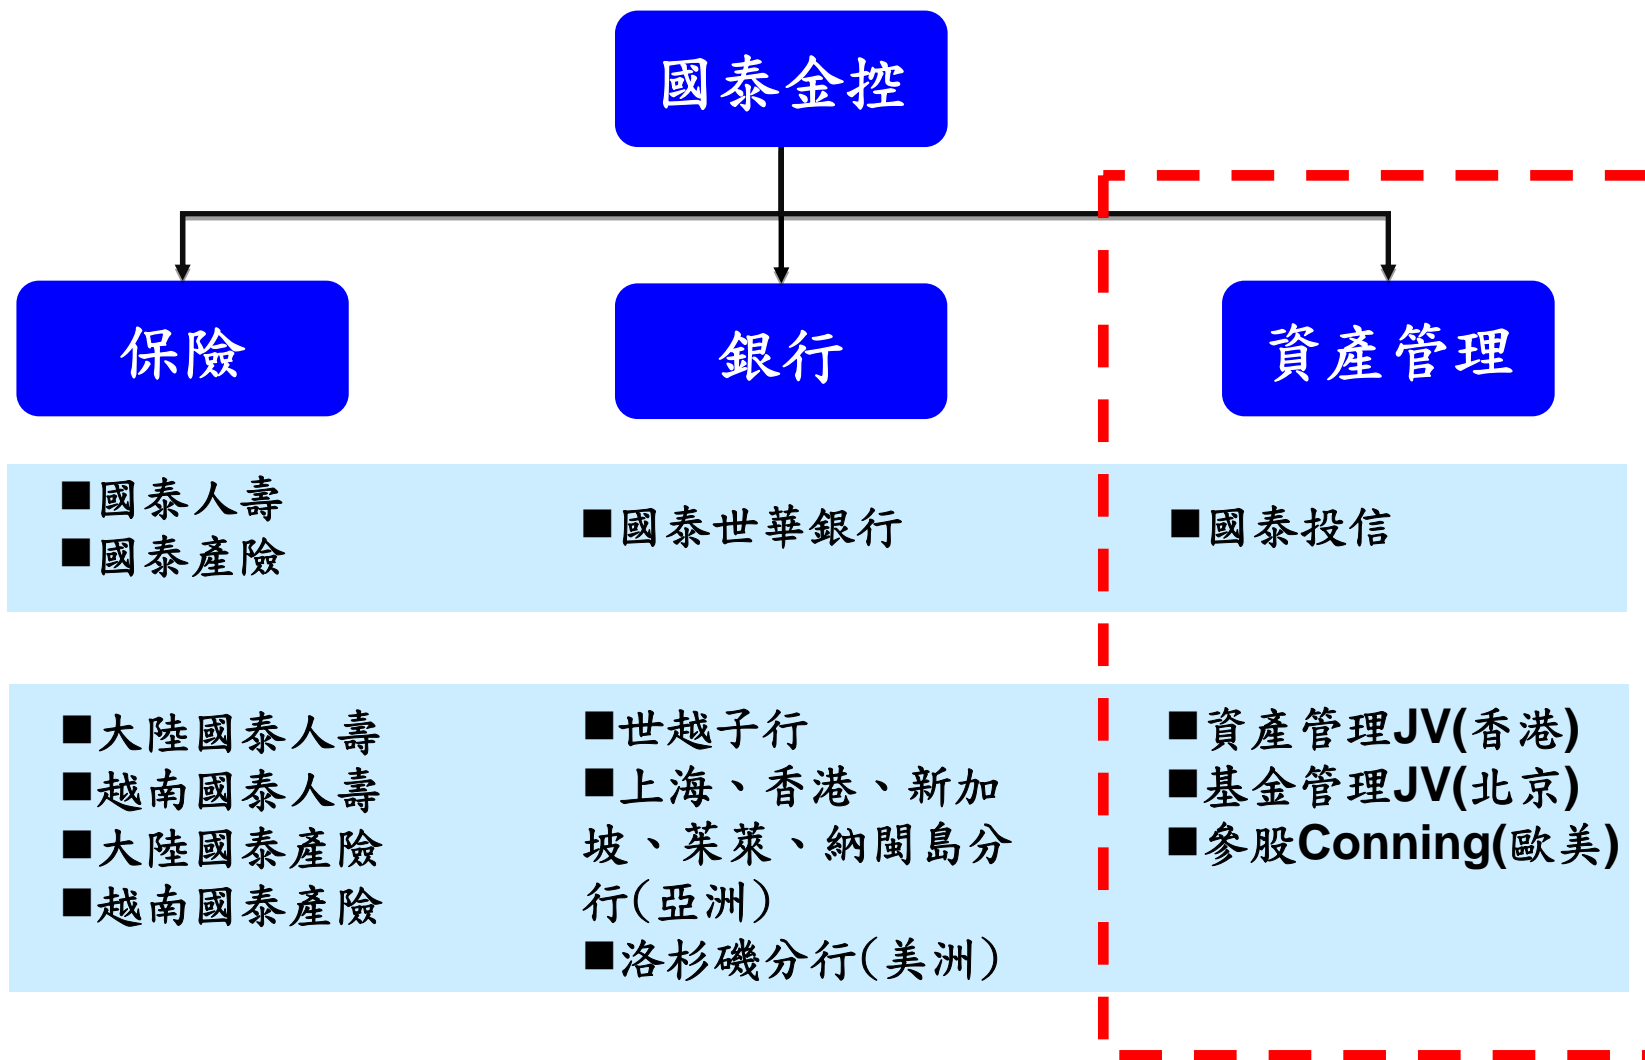 國泰金控
保險
銀行
資產管理
■國泰人壽
■國泰產險
■國泰世華銀行
■國泰投信
■大陸國泰人壽
■越南國泰人壽
■大陸國泰產險
■越南國泰產險
■世越子行
■上海、香港、新加
坡、茱萊、納閩島分
行(亞洲)
■洛杉磯分行(美洲)
■資產管理JV(香港)
■基金管理JV(北京)
■參股Conning(歐美)